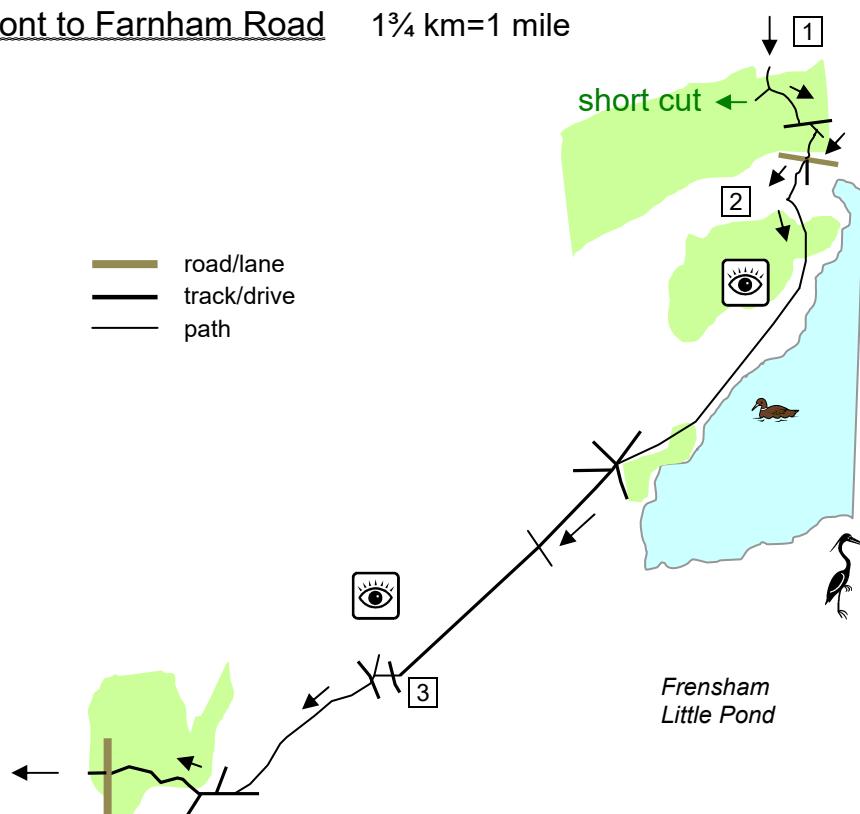 ont to Farnham Road 1¾ km=1 mile
1
short cut
2
road/lane
track/drive
path
3
Frensham
Little Pond